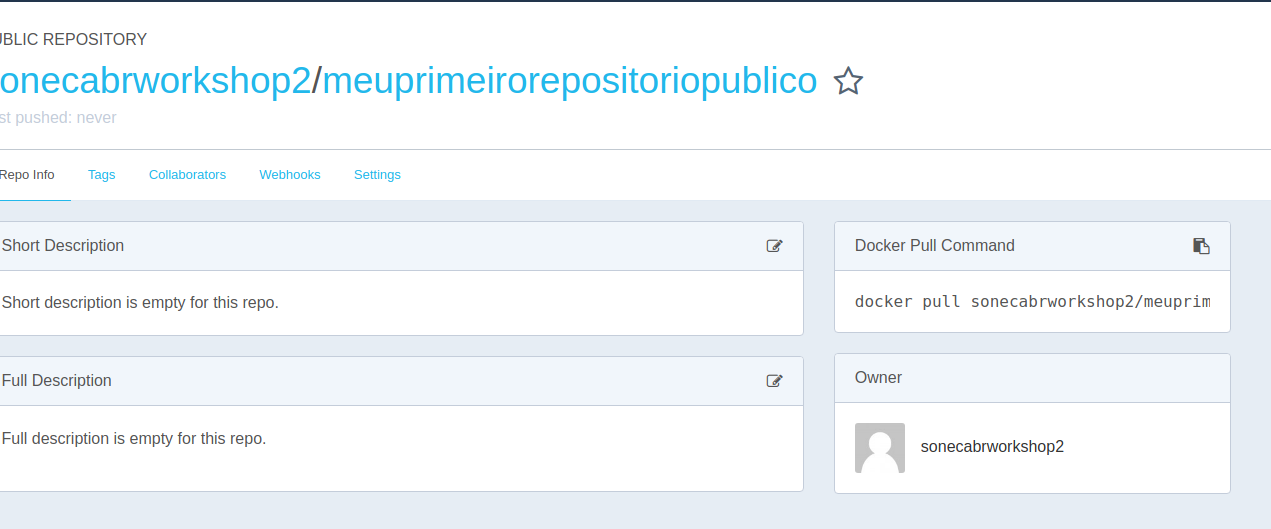 UBLIC REPOSITORY
onecabrworkshop2/meuprimeirorepositoriopublico
st pushed: never
Repo Info Tags Collaborators Webhooks Settings
Short Description
Short description is empty for this repo.
Full Description
Full description is empty for this repo.
Docker Pull Command
docker pull sonecabrworkshop2/meuprim
Owner
sonecabrworkshop2